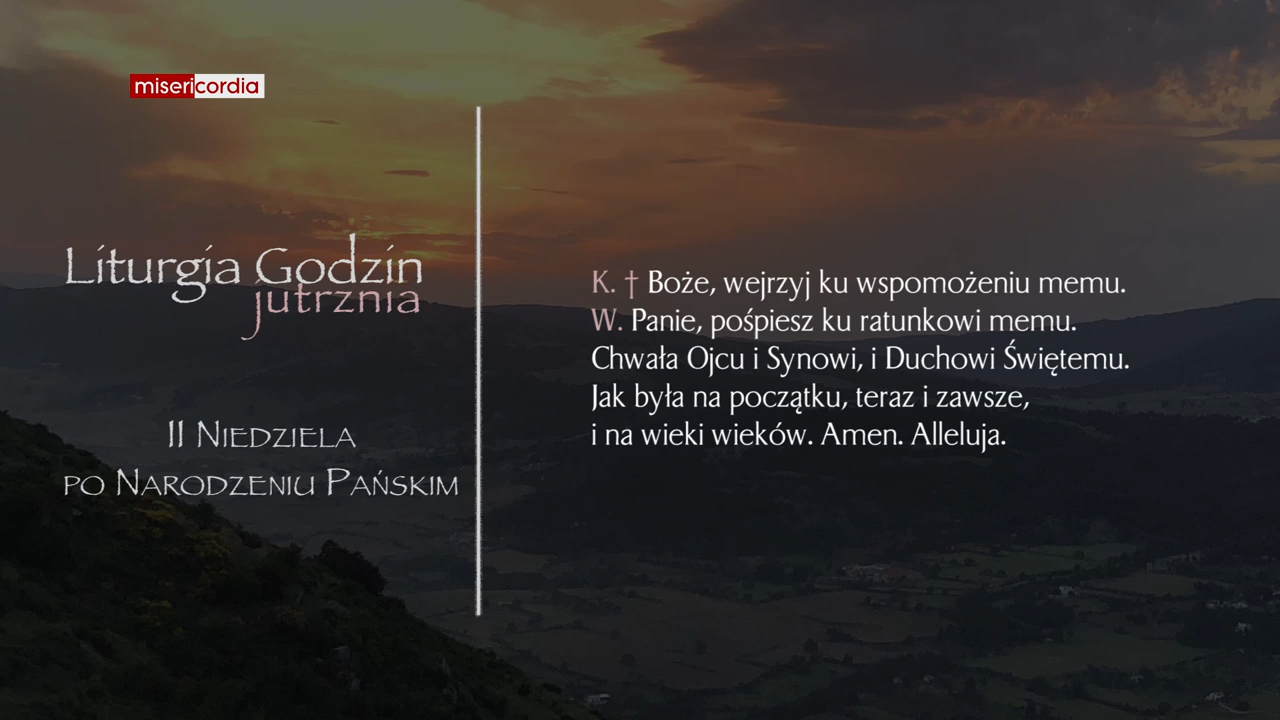 misericordia
Liturgia Godzin
jutrznia
II Niedziela
po Narodzeniu Pańskim
K. † Boże, wejrzyj ku wspomożeniu memu.
W. Panie, pośpiesz ku ratunkowi memu.
Chwała Ojcu i Synowi, i Duchowi Świętemu.
Jak była na początku, teraz i zawsze,
i na wieki wieków. Amen. Alleluja.